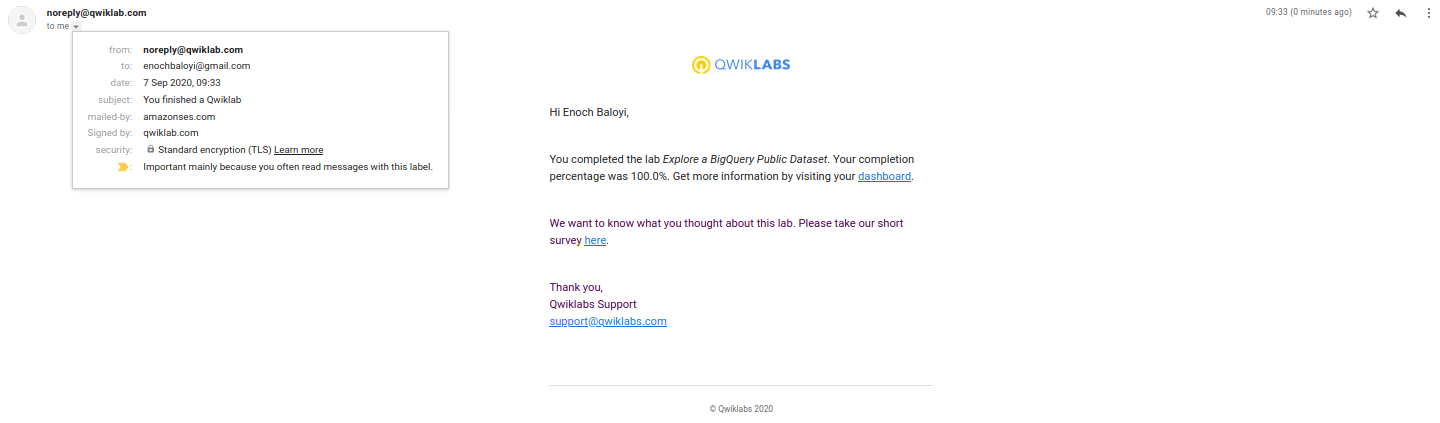 noreply@qwiklab.com
to me
09:33 (0 minutes ago)
from: noreply@qwiklab.com
to: enochbaloyi@gmail.com
date: 7 Sep 2020, 09:33
subject: You finished a Qwiklab
mailed-by: amazonses.com
Signed by: qwiklab.com
security: Standard encryption (TLS) Learn more
: Important mainly because you often read messages with this label.
QWIKLABS
Hi Enoch Baloyi,
You completed the lab Explore a BigQuery Public Dataset. Your completion
percentage was 100.0%. Get more information by visiting your dashboard.
We want to know what you thought about this lab. Please take our short
survey here.
Thank you,
Qwiklabs Support
support@qwiklabs.com
© Qwiklabs 2020